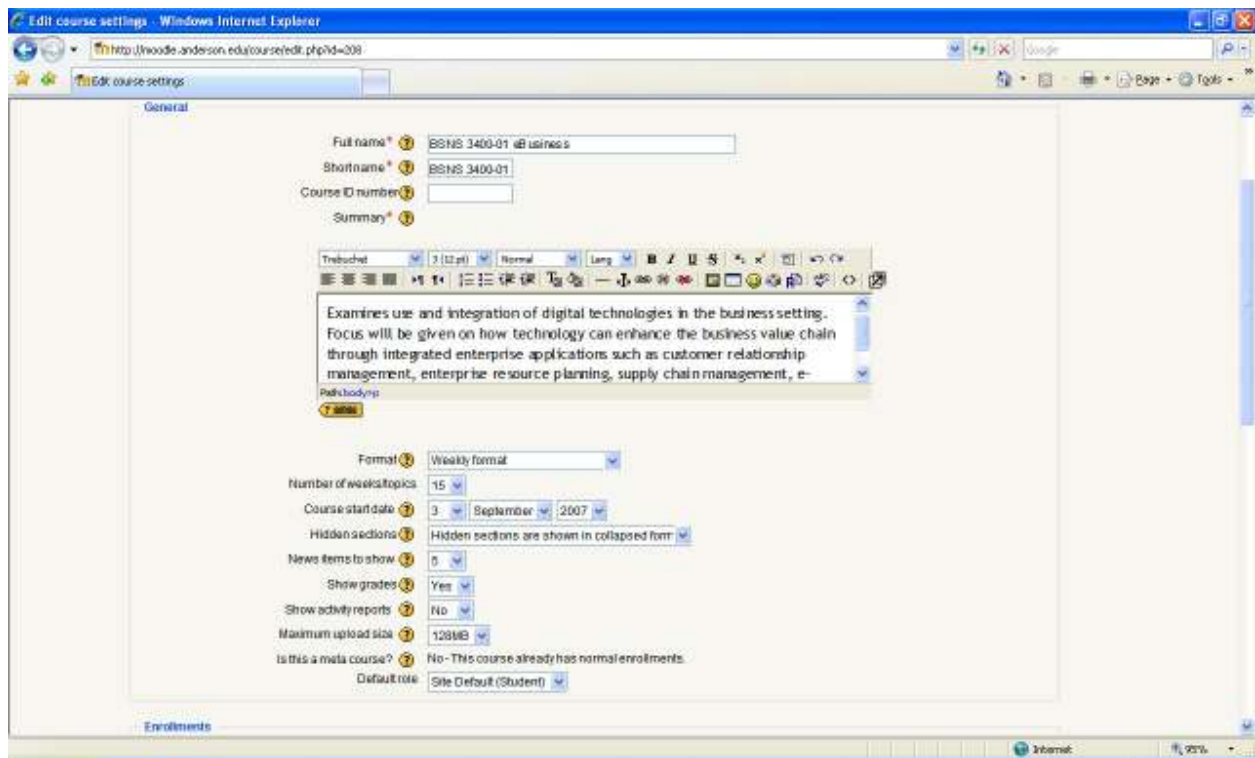 Edit course settings - Windows Internet Explorer
http://moodle.anderson.edu/course/edit.php?id=208
Google
Edit course settings
Page
Tools
General
Full name* BSNS 3400-01 eBusiness
Shortname* BSNS 3400-01
Course ID number
Summary*
Trebuchet 3 (12 pt) Normal Lang B I U S
Examines use and integration of digital technologies in the business setting.
Focus will be given on how technology can enhance the business value chain
through integrated enterprise applications such as customer relationship
management, enterprise resource planning, supply chain management, e-
Path: body » p
Format Weekly format
Number of weeks/topics 15
Course start date 3 September 2007
Hidden sections Hidden sections are shown in collapsed form
News items to show 5
Show grades Yes
Show activity reports No
Maximum upload size 128MB
Is this a meta course? No - This course already has normal enrollments.
Default role Site Default (Student)
Enrollments
Internet
95%